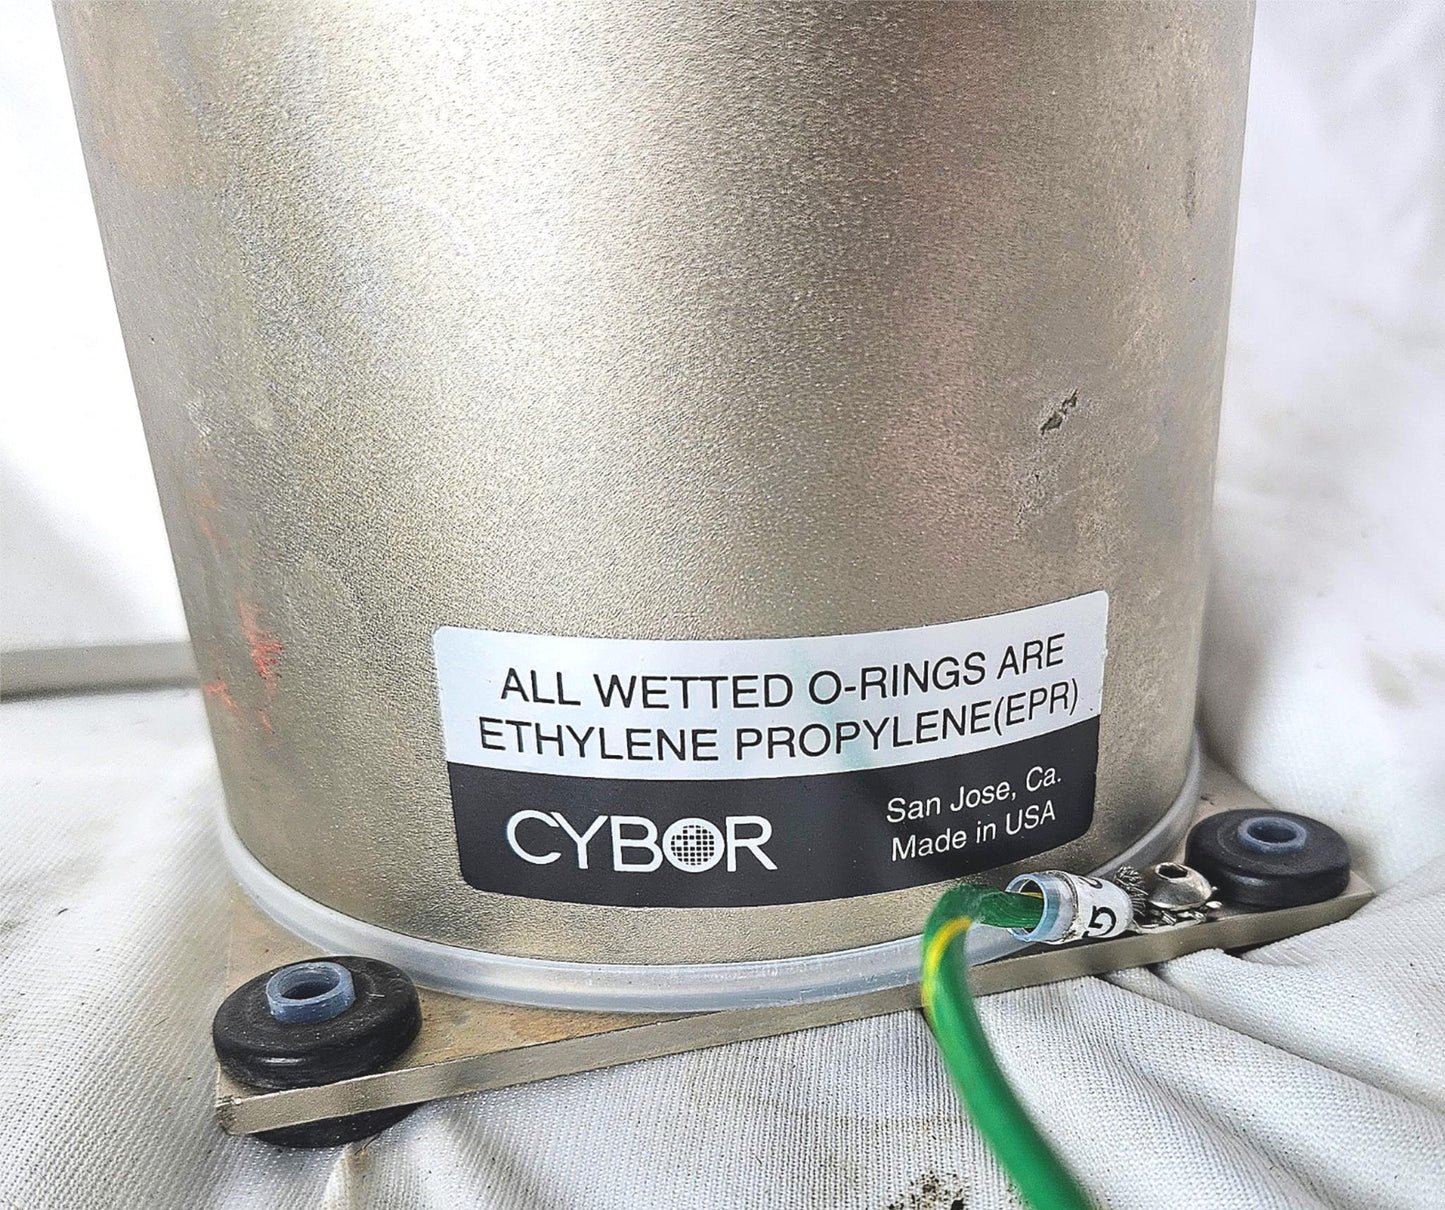 ALL WETTED O-RINGS ARE
ETHYLENE PROPYLENE(EPR)
CYBOR
San Jose, Ca.
Made in USA